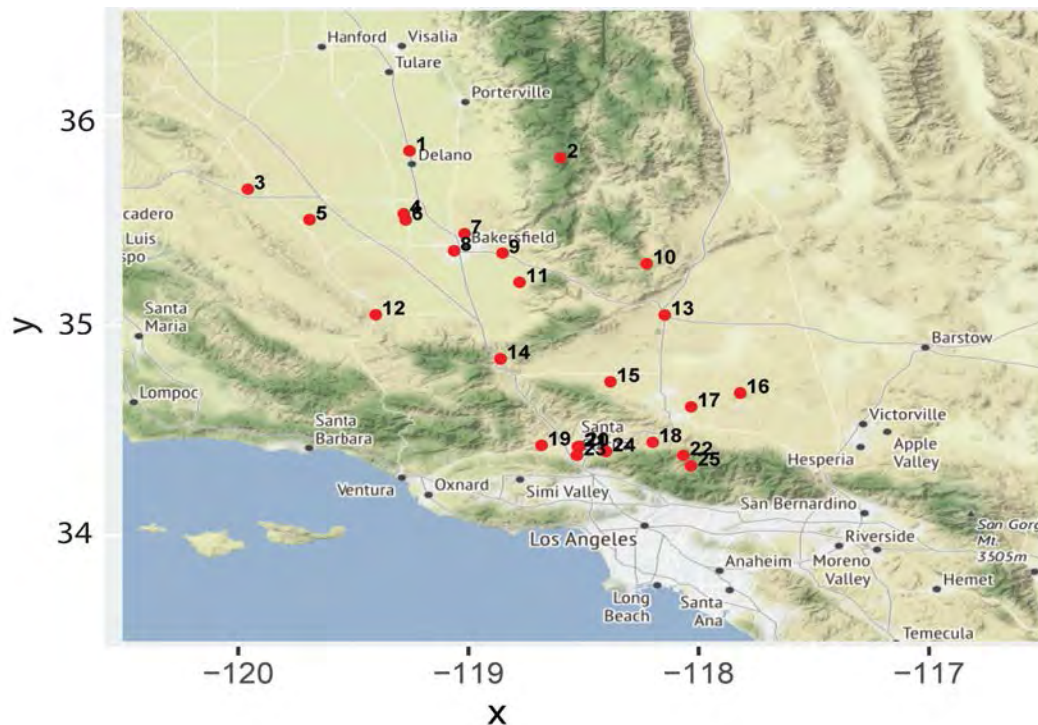 Hanford
Visalia
Tulare
Porterville
36
1
Delano
2
3
4
6
5
cadero
7
Bakersfield
8
9
Luis
spo
10
11
12
13
Santa
Maria
35
y
Barstow
14
15
16
17
Lompoc
Victorville
Santa
Barbara
Santa
Apple
Valley
19
20
21
23
24
18
22
25
Hesperia
Ventura
Oxnard
Simi Valley
San Bernardino
34
Los Angeles
San Gorg
Mt.
3505m
Riverside
Moreno
Valley
Anaheim
Long
Beach
Santa
Ana
Hemet
Temecula
−120
−119
−118
−117
x